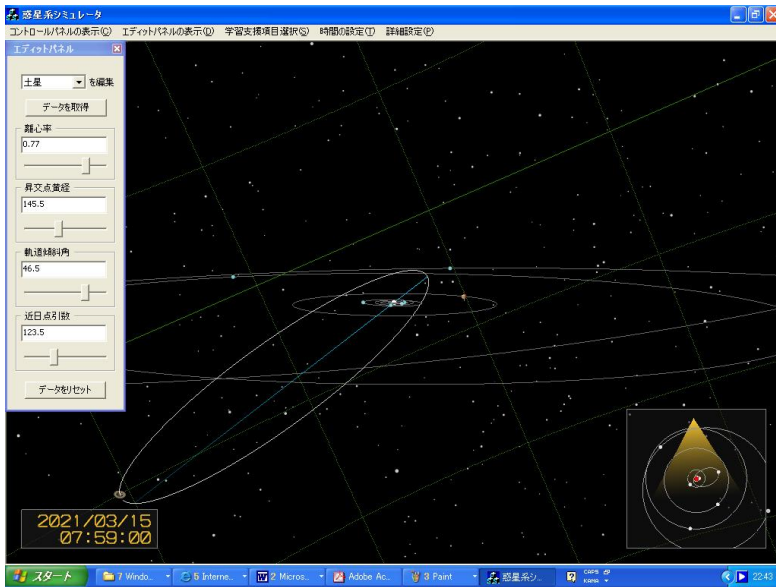 惑星系シミュレータ
コントロールパネルの表示(C) エディットパネルの表示(D) 学習支援項目選択(S) 時間の設定(T) 詳細設定(P)
エディットパネル
土星 を編集
データを取得
離心率
0.77
昇交点黄経
145.5
軌道傾斜角
46.5
近日点引数
123.5
データをリセット
2021/03/15
07:59:00
スタート 7 Windo... 5 Interne... 2 Micros... Adobe Ac... 3 Paint 惑星系シ... CAPS KANA 22:43